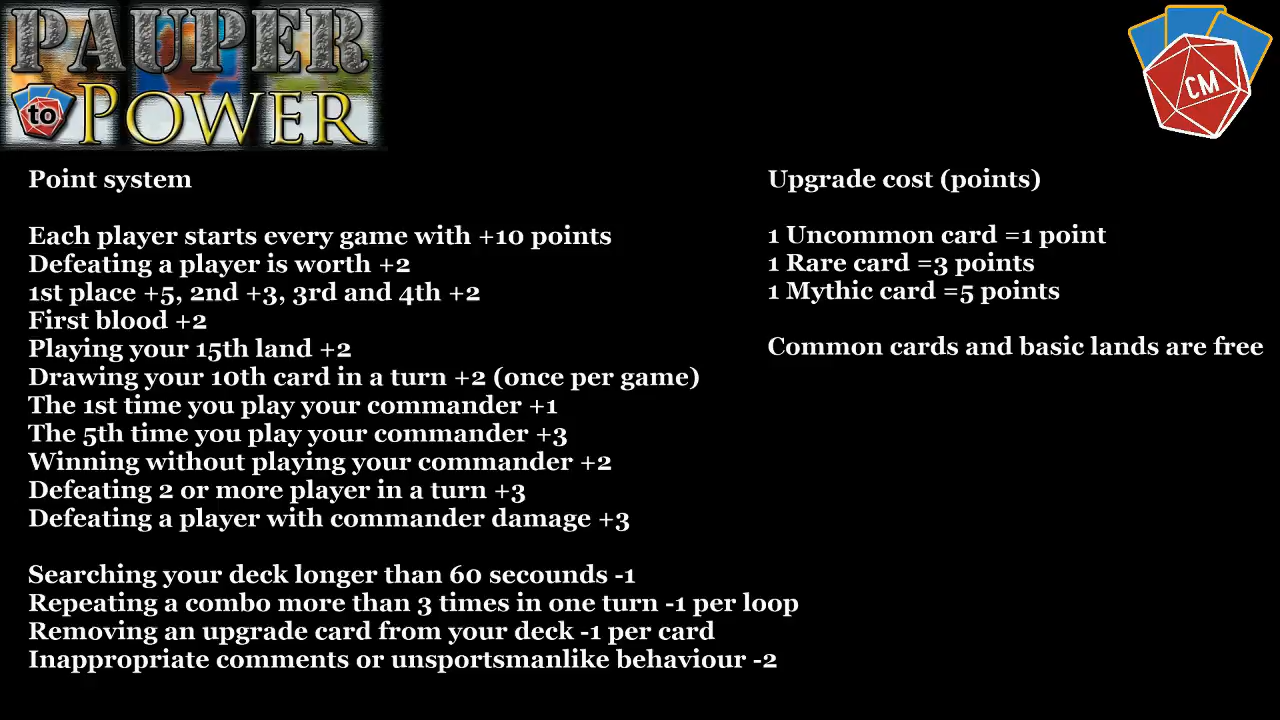 PAUPER
to POWER
CM
Point system
Each player starts every game with +10 points
Defeating a player is worth +2
1st place +5, 2nd +3, 3rd and 4th +2
First blood +2
Playing your 15th land +2
Drawing your 10th card in a turn +2 (once per game)
The 1st time you play your commander +1
The 5th time you play your commander +3
Winning without playing your commander +2
Defeating 2 or more player in a turn +3
Defeating a player with commander damage +3
Searching your deck longer than 60 secounds -1
Repeating a combo more than 3 times in one turn -1 per loop
Removing an upgrade card from your deck -1 per card
Inappropriate comments or unsportsmanlike behaviour -2
Upgrade cost (points)
1 Uncommon card =1 point
1 Rare card =3 points
1 Mythic card =5 points
Common cards and basic lands are free